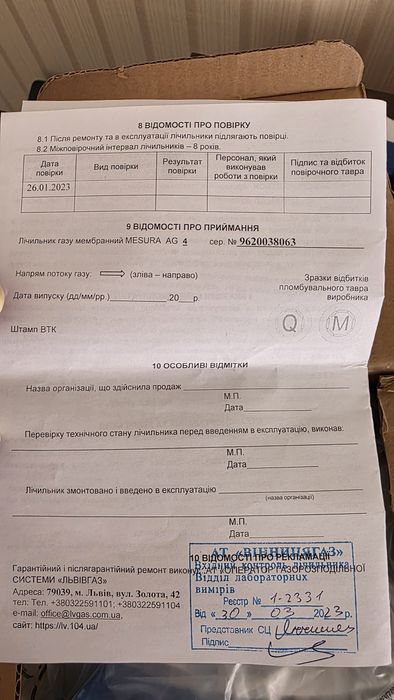 8 ВІДОМОСТІ ПРО ПОВІРКУ
8.1 Після ремонту та в експлуатації лічильники підлягають повірці.
8.2 Міжповірочний інтервал лічильників – 8 років.
Дата повірки
Вид повірки
Результат повірки
Персонал, який виконував роботи з повірки
Підпис та відбиток повірочного тавра
26.01.2023
9 ВІДОМОСТІ ПРО ПРИЙМАННЯ
Лічильник газу мембранний MESURA AG 4 сер. № 9620038063
Напрям потоку газу: (зліва – направо)
Зразки відбитків
пломбувального тавра
виробника
Дата випуску (дд/мм/рр.) 20 р.
Q M
Штамп ВТК
10 ОСОБЛИВІ ВІДМІТКИ
Назва організації, що здійснила продаж
М.П.
Дата
Перевірку технічного стану лічильника перед введенням в експлуатацію, виконав:
М.П.
Дата
Лічильник змонтовано і введено в експлуатацію
(назва організації)
М.П.
Дата
10 ВІДОМОСТІ ПРО РЕКЛАМАЦІЇ
Гарантійний і післягарантійний ремонт виконує: АТ «ОПЕРАТОР ГАЗОРОЗПОДІЛЬНОЇ
СИСТЕМИ «ЛЬВІВГАЗ»
Адреса: 79039, м. Львів, вул. Золота, 42
тел: Тел. +380322591101; +380322591104
e-mail: office@lvgas.com.ua,
сайт: https://lv.104.ua/
АТ «ВІННИЦЯГАЗ»
Вхідний контроль лічильника
Відділ лабораторних
вимірів
Реєстр № 1-2331
Від « 30 » 03 2023р.
Представник СЦ
Підпис